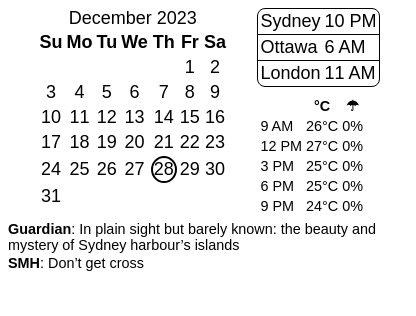 December 2023
Su Mo Tu We Th Fr Sa
1 2
3 4 5 6 7 8 9
10 11 12 13 14 15 16
17 18 19 20 21 22 23
24 25 26 27 28 29 30
31
Sydney 10 PM
Ottawa 6 AM
London 11 AM
°C ☂
9 AM 26°C 0%
12 PM 27°C 0%
3 PM 25°C 0%
6 PM 25°C 0%
9 PM 24°C 0%
Guardian: In plain sight but barely known: the beauty and
mystery of Sydney harbour’s islands
SMH: Don’t get cross